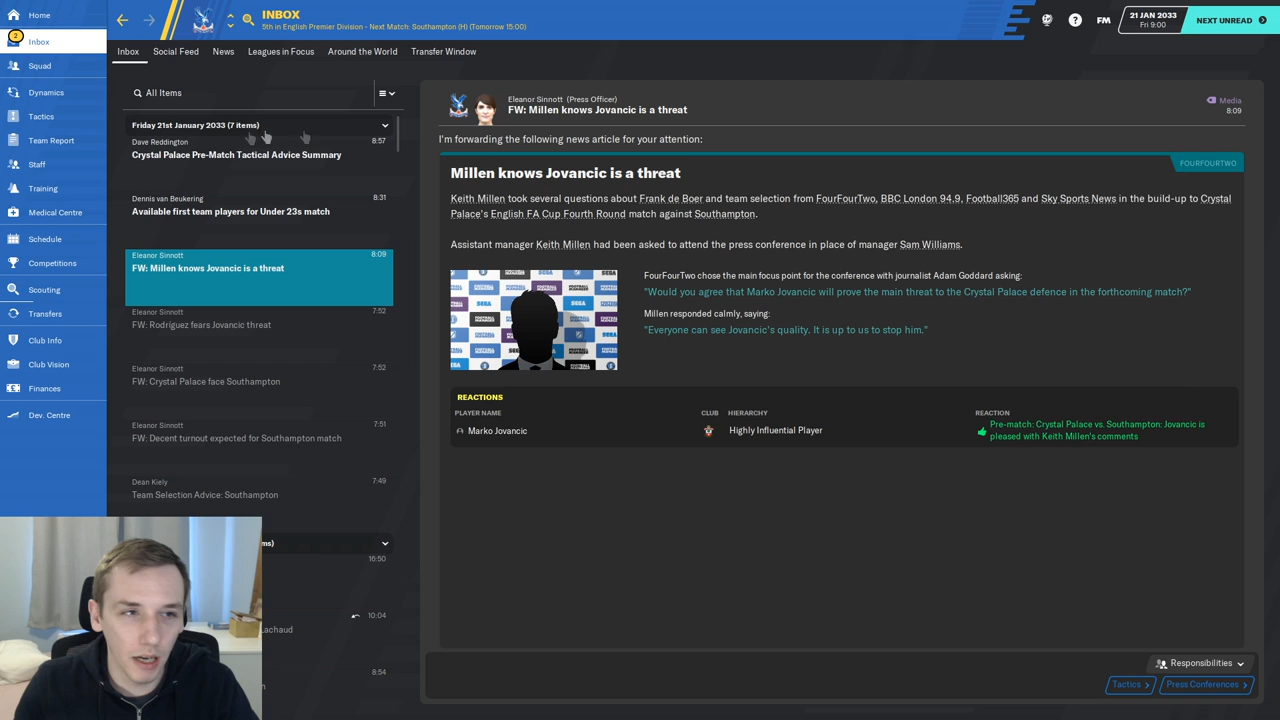 Home
2
Inbox
Squad
Dynamics
Tactics
Team Report
Staff
Training
Medical Centre
Schedule
Competitions
Scouting
Transfers
Club Info
Club Vision
Finances
Dev. Centre
INBOX
5th in English Premier Division - Next Match: Southampton (H) (Tomorrow 15:00)
?
FM
21 JAN 2033
Fri 9:00
NEXT UNREAD
Inbox Social Feed News Leagues in Focus Around the World Transfer Window
All Items
Friday 21st January 2033 (7 items)
Dave Reddington 8:57
Crystal Palace Pre-Match Tactical Advice Summary
Dennis van Beukering 8:31
Available first team players for Under 23s match
Eleanor Sinnott 8:09
FW: Millen knows Jovancic is a threat
Eleanor Sinnott 7:52
FW: Rodriguez fears Jovancic threat
Eleanor Sinnott 7:52
FW: Crystal Palace face Southampton
Eleanor Sinnott 7:51
FW: Decent turnout expected for Southampton match
Dean Kiely 7:49
Team Selection Advice: Southampton
ms)
16:50
10:04
Lachaud
8:54
Eleanor Sinnott (Press Officer)
FW: Millen knows Jovancic is a threat
Media
8:09
I'm forwarding the following news article for your attention:
FOURFOURTWO
Millen knows Jovancic is a threat
Keith Millen took several questions about Frank de Boer and team selection from FourFourTwo, BBC London 94.9, Football365 and Sky Sports News in the build-up to Crystal
Palace's English FA Cup Fourth Round match against Southampton.
Assistant manager Keith Millen had been asked to attend the press conference in place of manager Sam Williams.
SEGA
FourFourTwo chose the main focus point for the conference with journalist Adam Goddard asking:
"Would you agree that Marko Jovancic will prove the main threat to the Crystal Palace defence in the forthcoming match?"
Millen responded calmly, saying:
"Everyone can see Jovancic's quality. It is up to us to stop him."
REACTIONS
PLAYER NAME CLUB HIERARCHY REACTION
Marko Jovancic Highly Influential Player Pre-match: Crystal Palace vs. Southampton: Jovancic is
pleased with Keith Millen's comments
Responsibilities
Tactics Press Conferences